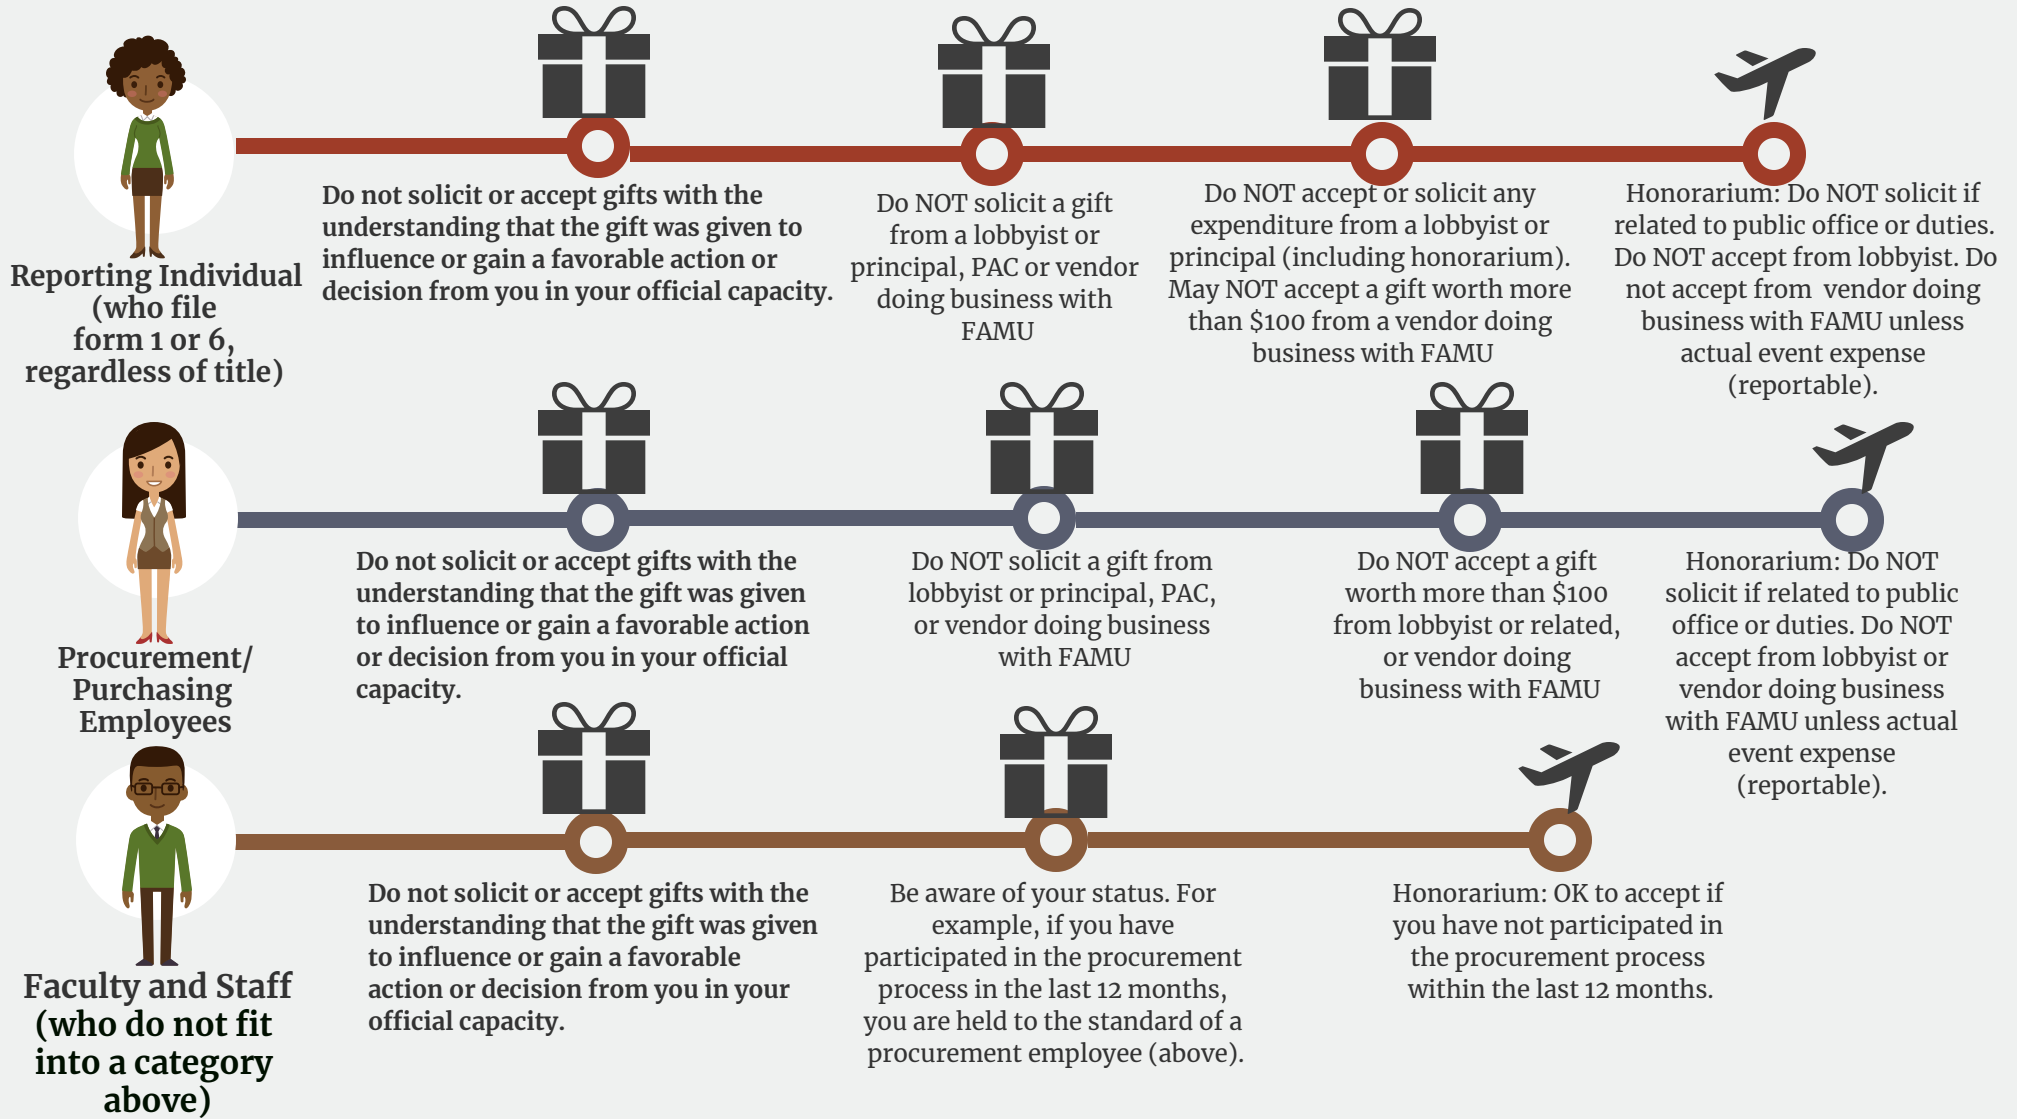 Reporting Individual
(who file
form 1 or 6,
regardless of title)
Do not solicit or accept gifts with the
understanding that the gift was given to
influence or gain a favorable action or
decision from you in your official capacity.
Do NOT solicit a gift
from a lobbyist or
principal, PAC or vendor
doing business with
FAMU
Do NOT accept or solicit any
expenditure from a lobbyist or
principal (including honorarium).
May NOT accept a gift worth more
than $100 from a vendor doing
business with FAMU
Honorarium: Do NOT solicit if
related to public office or duties.
Do NOT accept from lobbyist. Do
not accept from vendor doing
business with FAMU unless
actual event expense
(reportable).
Procurement/
Purchasing
Employees
Do not solicit or accept gifts with the
understanding that the gift was given
to influence or gain a favorable action
or decision from you in your official
capacity.
Do NOT solicit a gift from
lobbyist or principal, PAC,
or vendor doing business
with FAMU
Do NOT accept a gift
worth more than $100
from lobbyist or related,
or vendor doing
business with FAMU
Honorarium: Do NOT
solicit if related to public
office or duties. Do NOT
accept from lobbyist or
vendor doing business
with FAMU unless actual
event expense
(reportable).
Faculty and Staff
(who do not fit
into a category
above)
Do not solicit or accept gifts with the
understanding that the gift was given
to influence or gain a favorable
action or decision from you in your
official capacity.
Be aware of your status. For
example, if you have
participated in the procurement
process in the last 12 months,
you are held to the standard of a
procurement employee (above).
Honorarium: OK to accept if
you have not participated in
the procurement process
within the last 12 months.